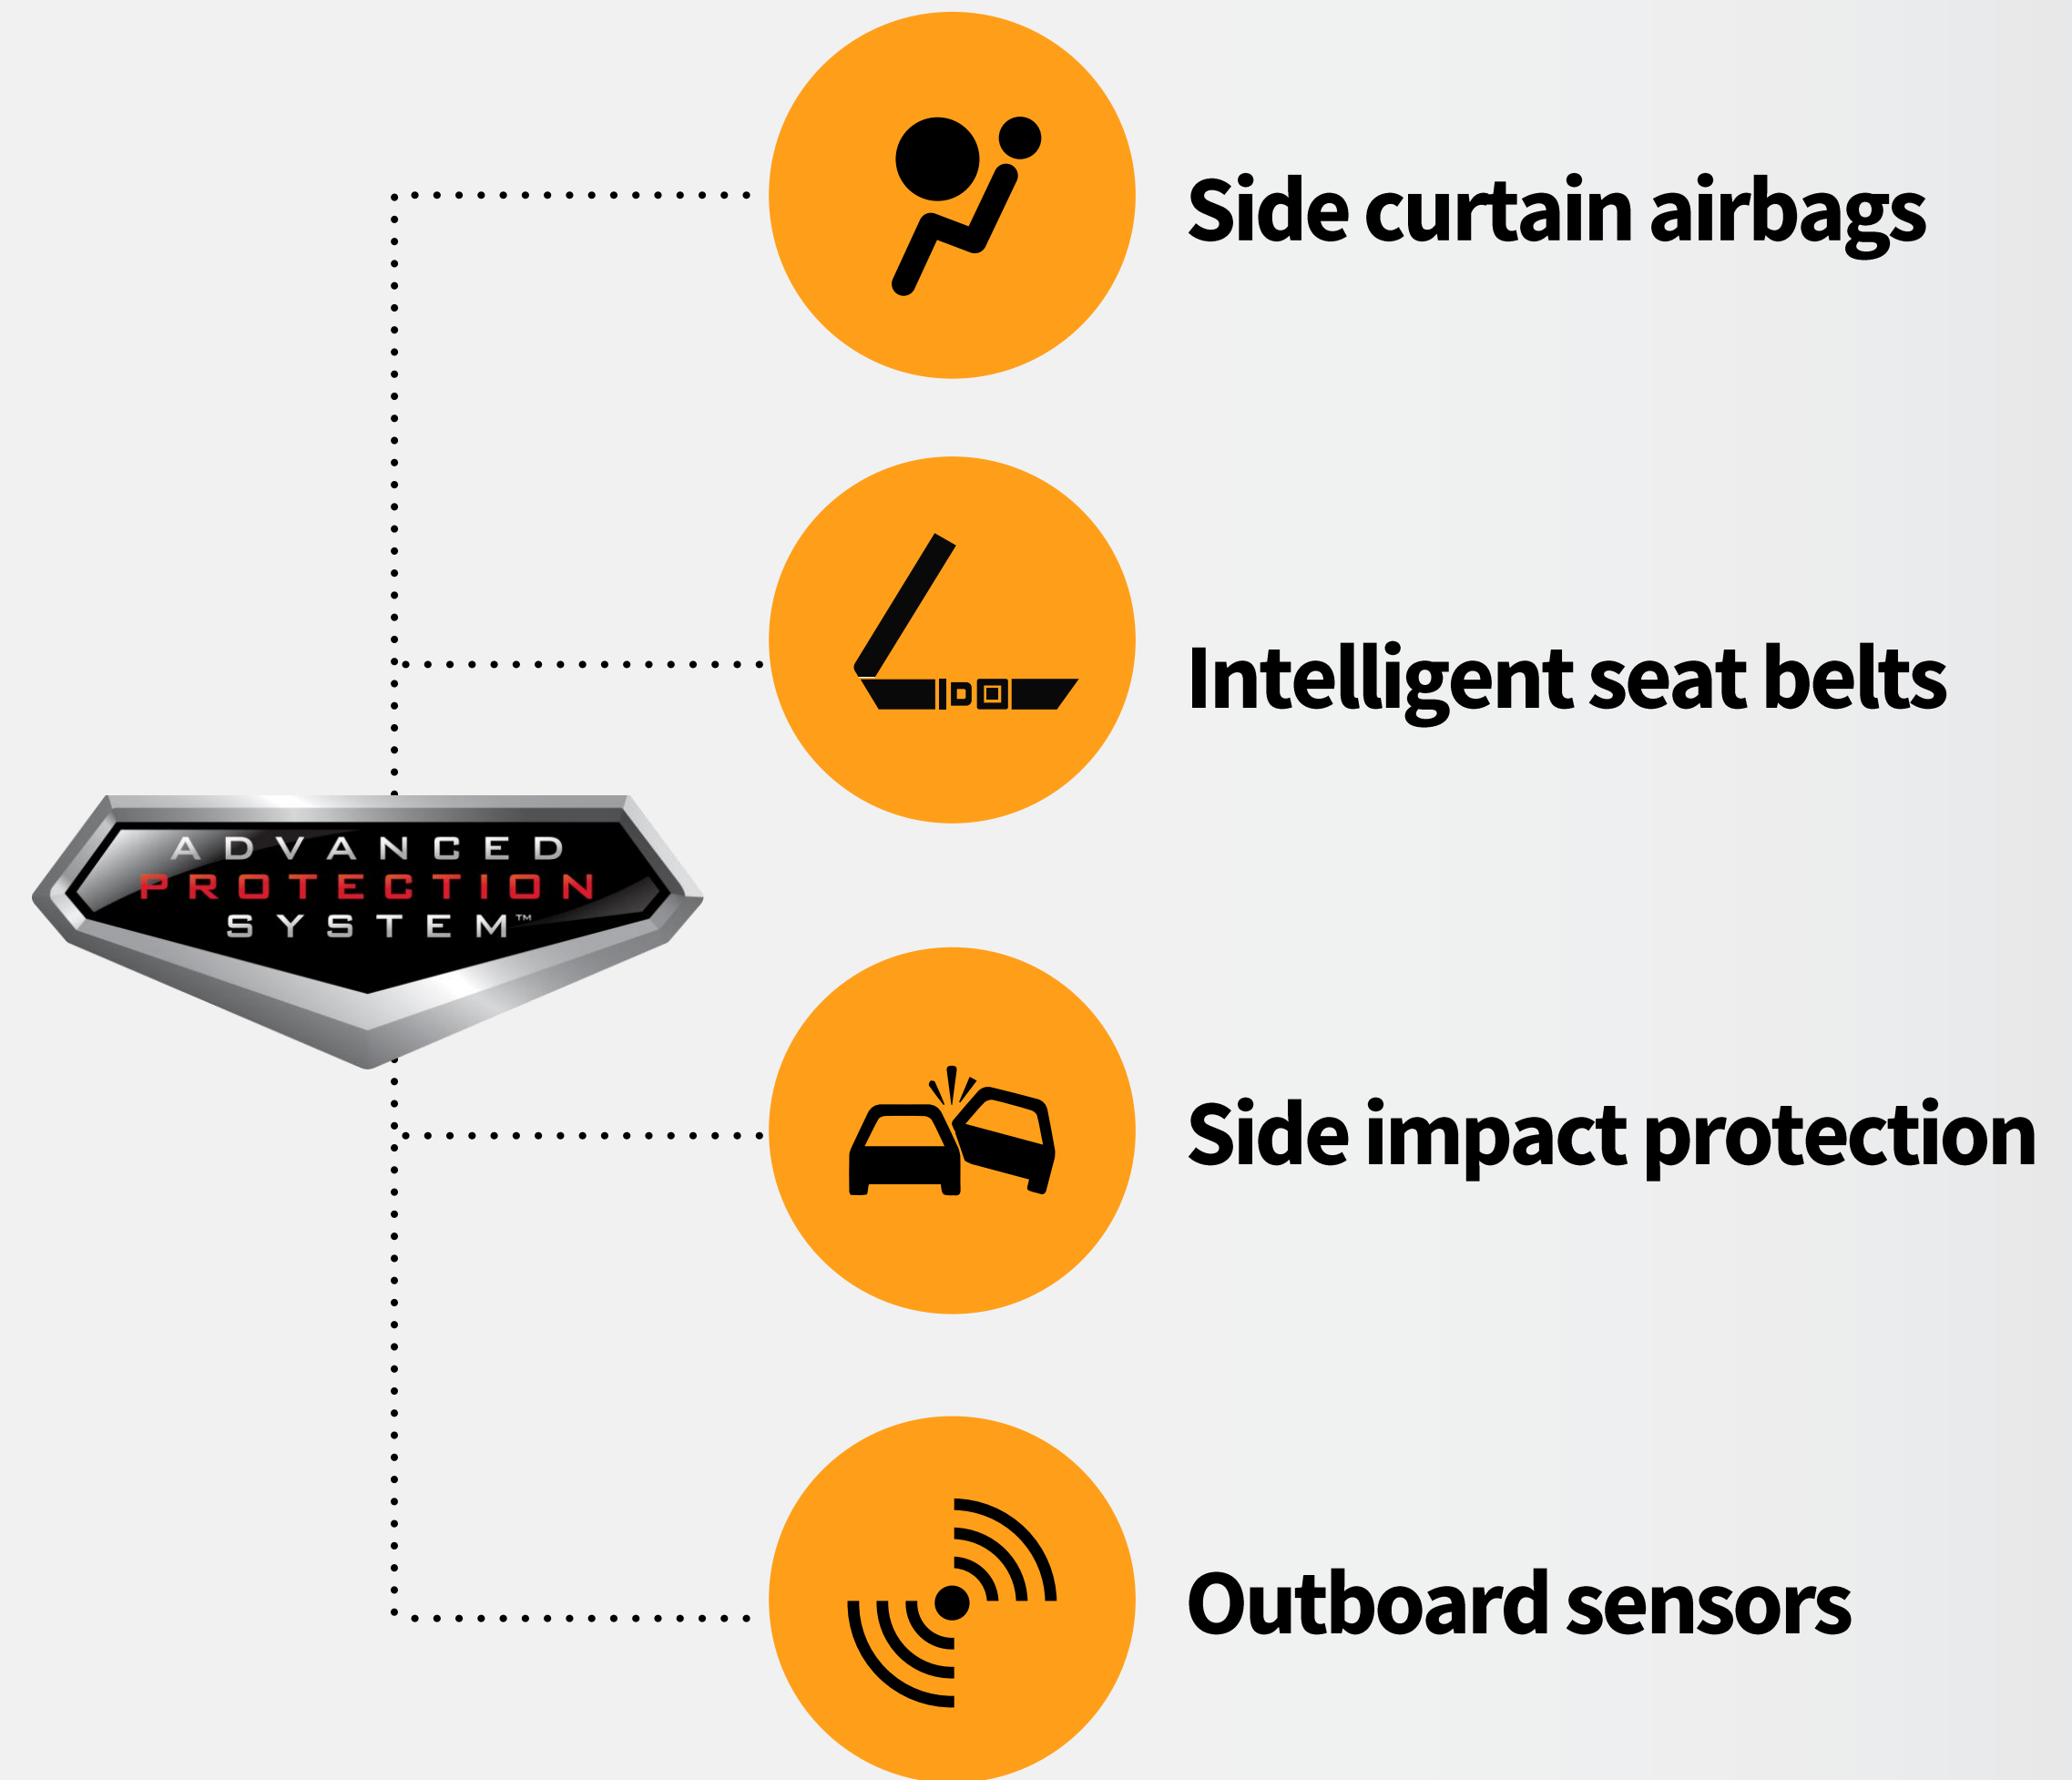 Side curtain airbags
Intelligent seat belts
ADVANCED
PROTECTION
SYSTEM™
Side impact protection
Outboard sensors